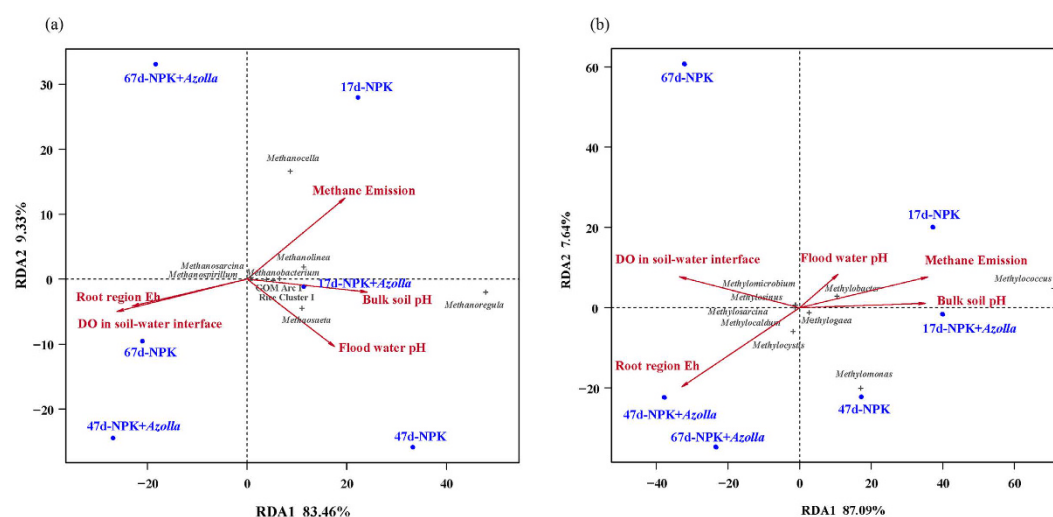 (a)
67d-NPK+Azolla
17d-NPK
Methanocella
Methane Emission
Methanolinea
Methanosarcina
Methanobacterium
Methanospirillum
GOM Arc I
17d-NPK+Azolla
Rice Cluster I
Bulk soil pH
Methanoregula
Root region Eh
Methaosaeta
DO in soil-water interface
Flood water pH
67d-NPK
47d-NPK+Azolla
47d-NPK
30
20
10
0
−10
−20
−20
0
20
40
RDA2 9.33%
RDA1 83.46%
(b)
67d-NPK
17d-NPK
Flood water pH
DO in soil-water interface
Methane Emission
Methylomicrobium
Methylobacter
Methylococcus
Methylosinus
Bulk soil pH
Methylosarcina
Methylogaea
Methylocaldum
17d-NPK+Azolla
Methylocystis
Root region Eh
Methylomonas
47d-NPK+Azolla
47d-NPK
67d-NPK+Azolla
60
40
20
0
−20
−40
−20
0
20
40
60
RDA2 7.64%
RDA1 87.09%